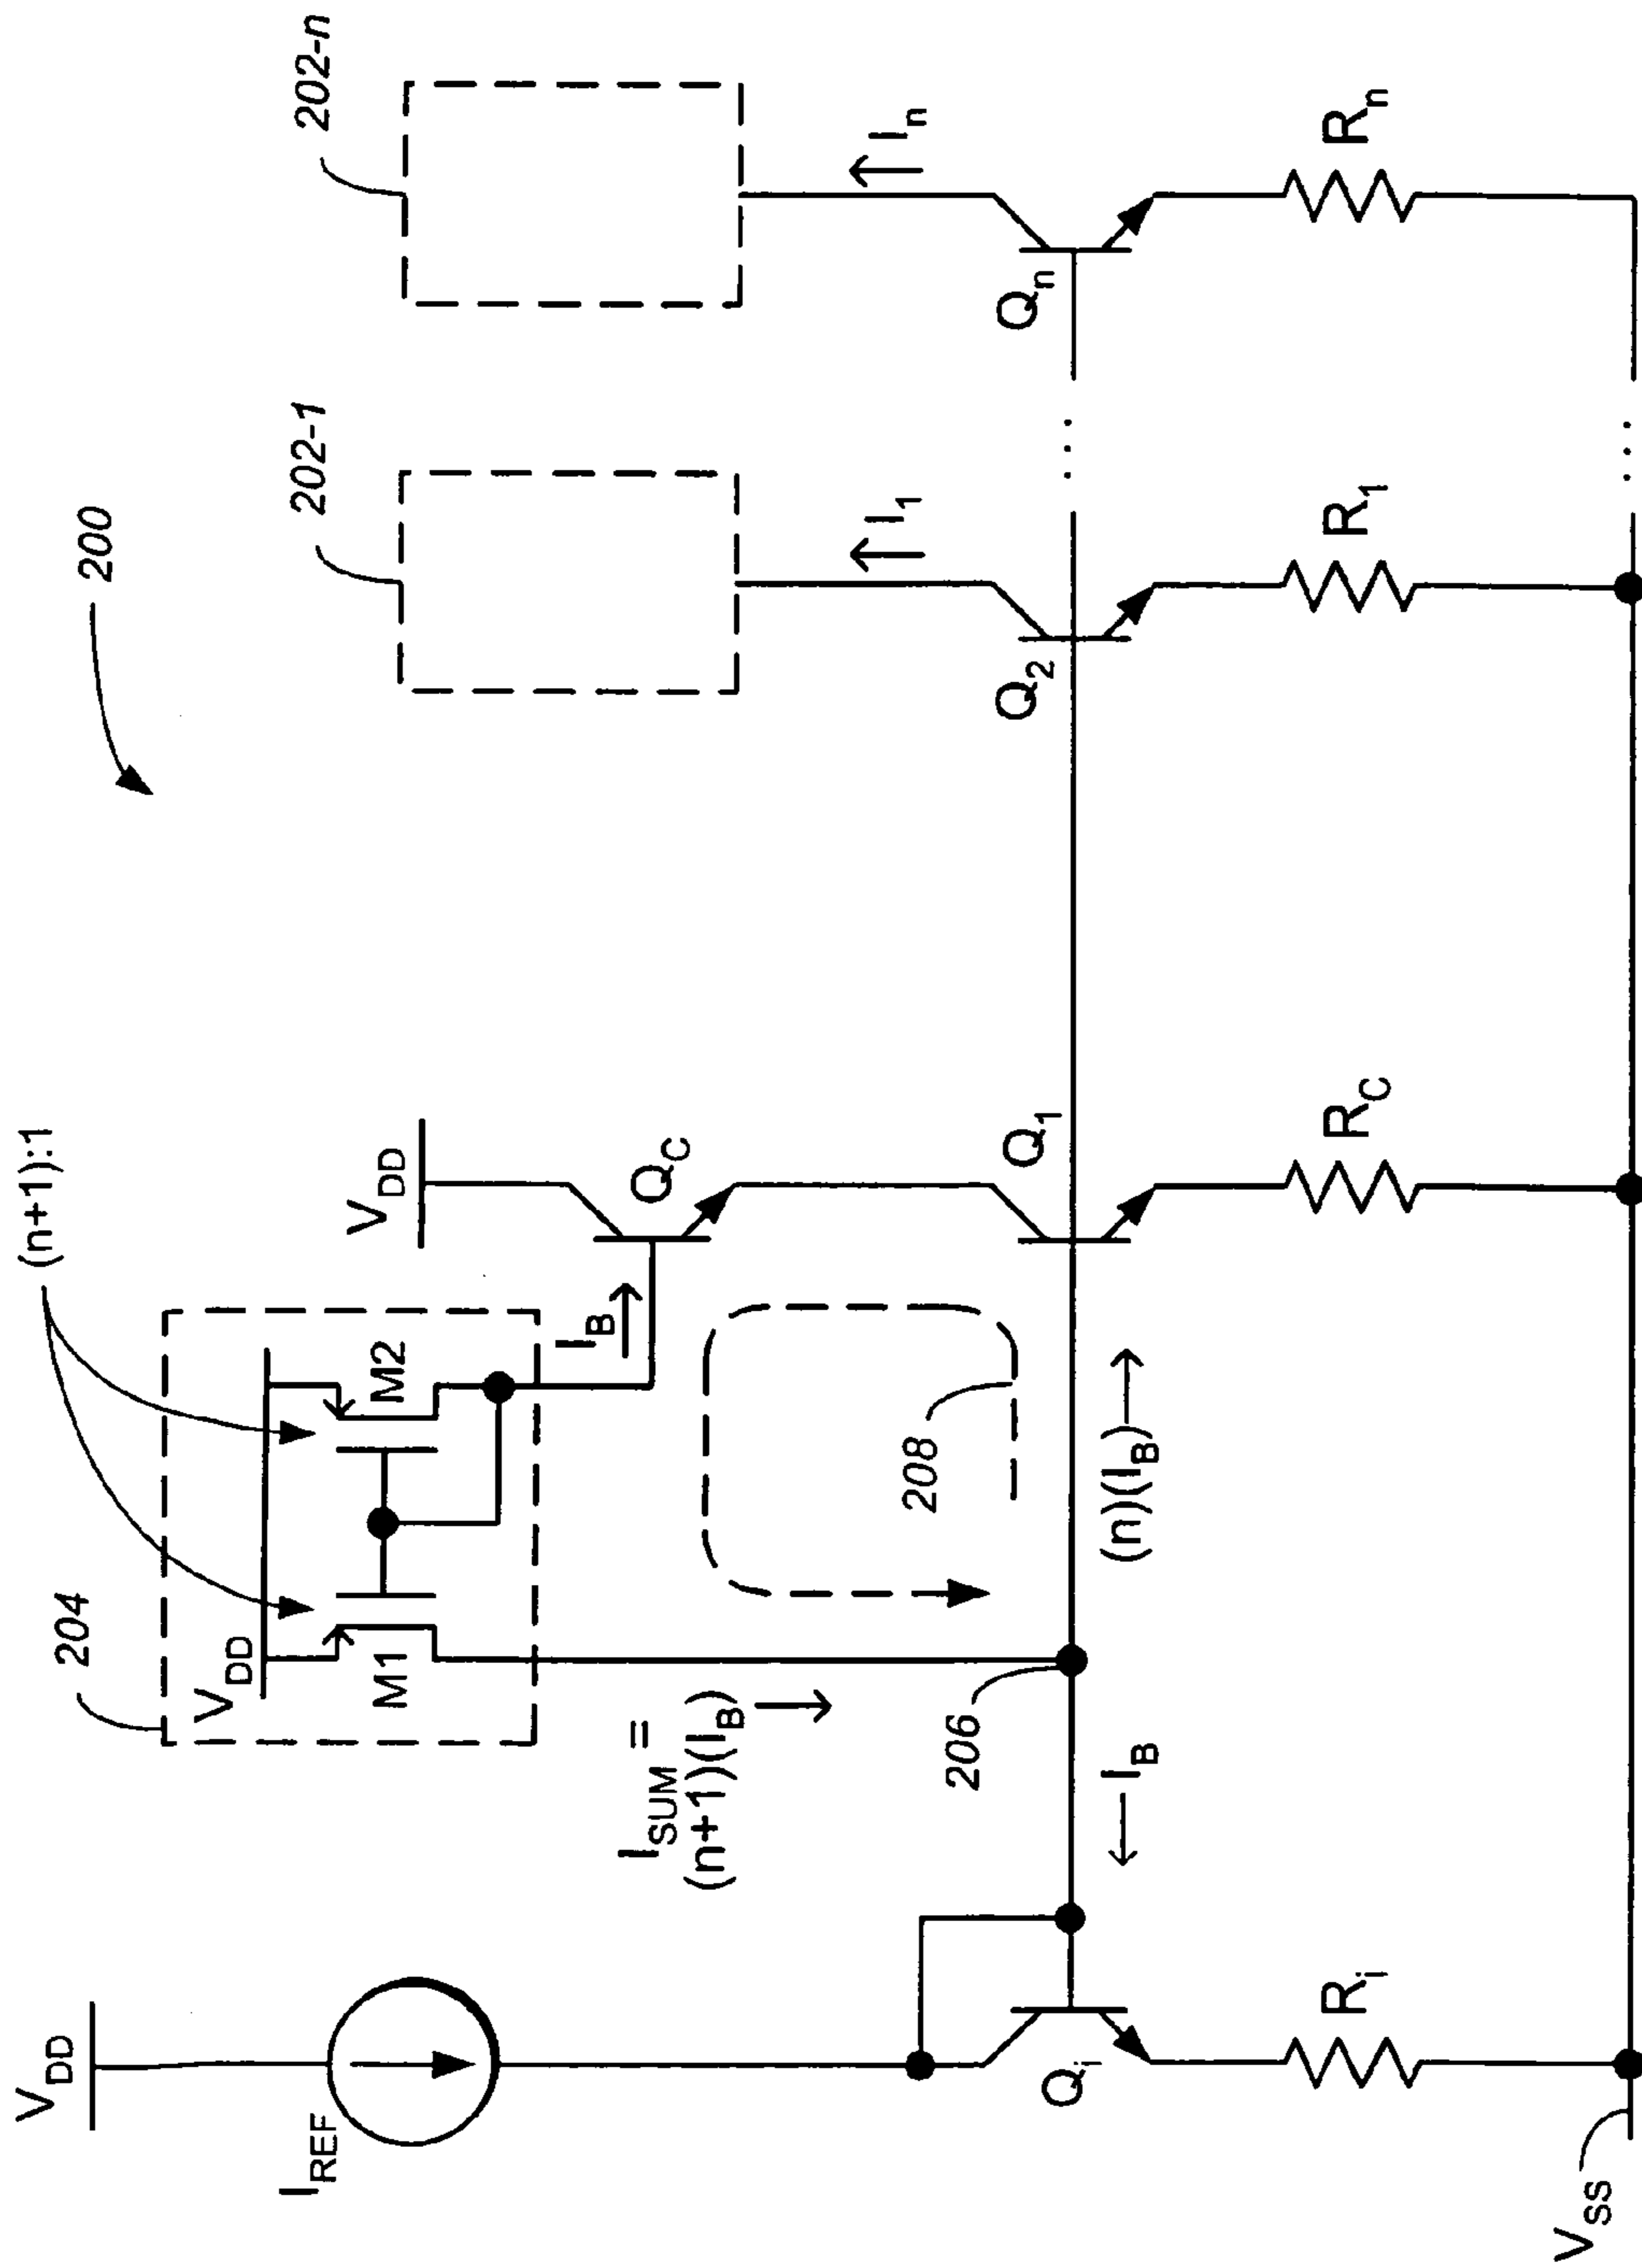 200
202-n
202-1
(n+1):1
204
V_DD
V_DD
V_DD
M1
M2
I_REF
I_B
Q_C
I_SUM =
(n+1)(I_B)
208
206
I_1
I_n
Q_i
Q_1
Q_2
Q_n
I_B
(n)(I_B)
. . .
R_i
R_C
R_1
R_n
. . .
V_SS